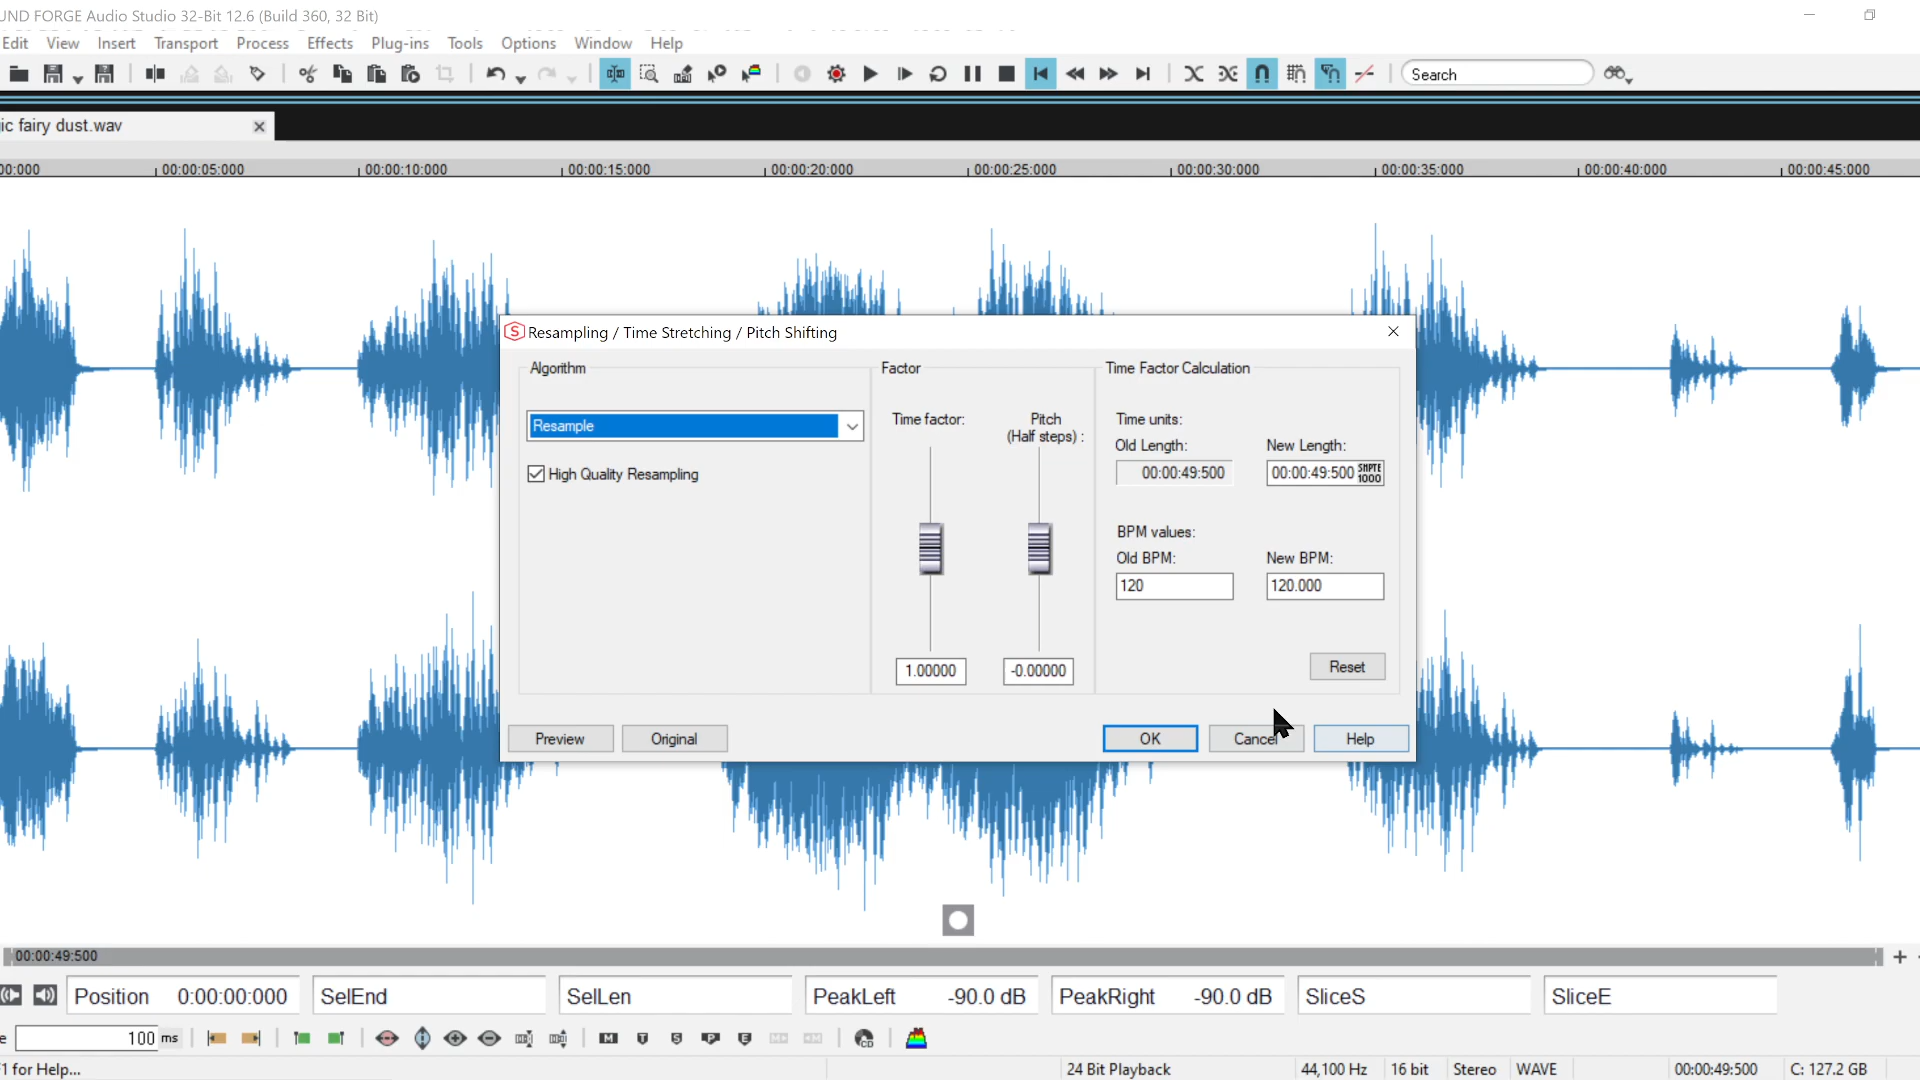 UND FORGE Audio Studio 32-Bit 12.6 (Build 360, 32 Bit)
Edit View Insert Transport Process Effects Plug-ins Tools Options Window Help
Search
ic fairy dust.wav
00:000 00:00:05:000 00:00:10:000 00:00:15:000 00:00:20:000 00:00:25:000 00:00:30:000 00:00:35:000 00:00:40:000 00:00:45:000
Resampling / Time Stretching / Pitch Shifting
Algorithm
Resample
High Quality Resampling
Factor
Time factor:
Pitch
(Half steps) :
1.00000
-0.00000
Time Factor Calculation
Time units:
Old Length: New Length:
00:00:49:500 00:00:49:500 SMPTE 1000
BPM values:
Old BPM: New BPM:
120 120.000
Reset
Preview Original OK Cancel Help
00:00:49:500
Position 0:00:00:000 SelEnd SelLen PeakLeft -90.0 dB PeakRight -90.0 dB SliceS SliceE
e 100 ms M T S P E CD
1 for Help... 24 Bit Playback 44,100 Hz 16 bit Stereo WAVE 00:00:49:500 C: 127.2 GB